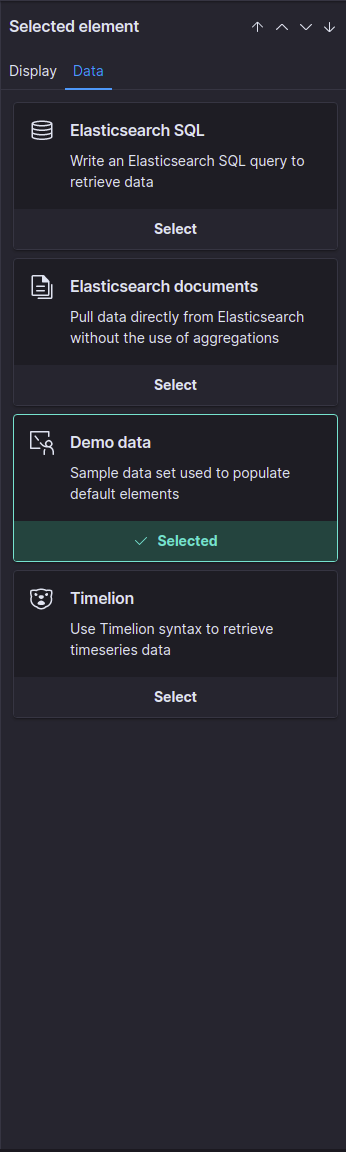 Selected element
Display Data
Elasticsearch SQL
Write an Elasticsearch SQL query to
retrieve data
Select
Elasticsearch documents
Pull data directly from Elasticsearch
without the use of aggregations
Select
Demo data
Sample data set used to populate
default elements
Selected
Timelion
Use Timelion syntax to retrieve
timeseries data
Select